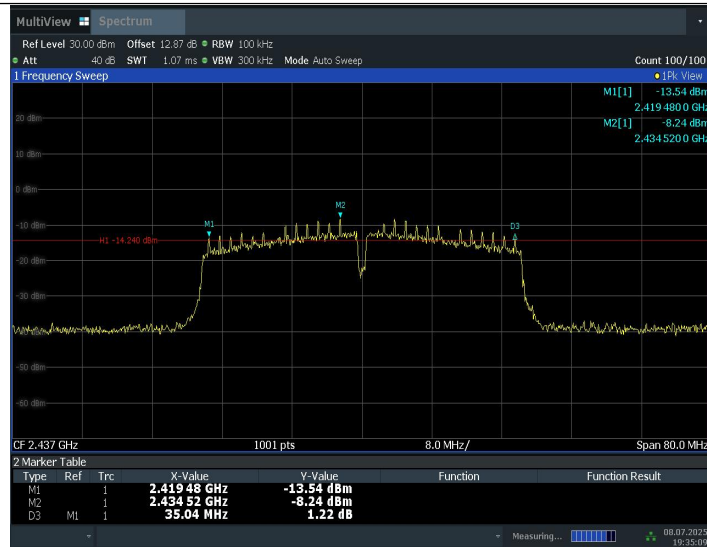 MultiView Spectrum
Ref Level 30.00 dBm Offset 12.87 dB RBW 100 kHz
Att 40 dB SWT 1.07 ms VBW 300 kHz Mode Auto Sweep Count 100/100
1 Frequency Sweep 1Pk View
M1[1] -13.54 dBm
2.419 480 0 GHz
20 dBm
M2[1] -8.24 dBm
2.434 520 0 GHz
10 dBm
0 dBm
M2
-10 dBm
M1
D3
H1 -14.240 dBm
-20 dBm
-30 dBm
-50 dBm
-60 dBm
CF 2.437 GHz 1001 pts 8.0 MHz/ Span 80.0 MHz
2 Marker Table
Type Ref Trc X-Value Y-Value Function Function Result
M1 1 2.419 48 GHz -13.54 dBm
M2 1 2.434 52 GHz -8.24 dBm
D3 M1 1 35.04 MHz 1.22 dB
Measuring... 08.07.2025
19:35:09